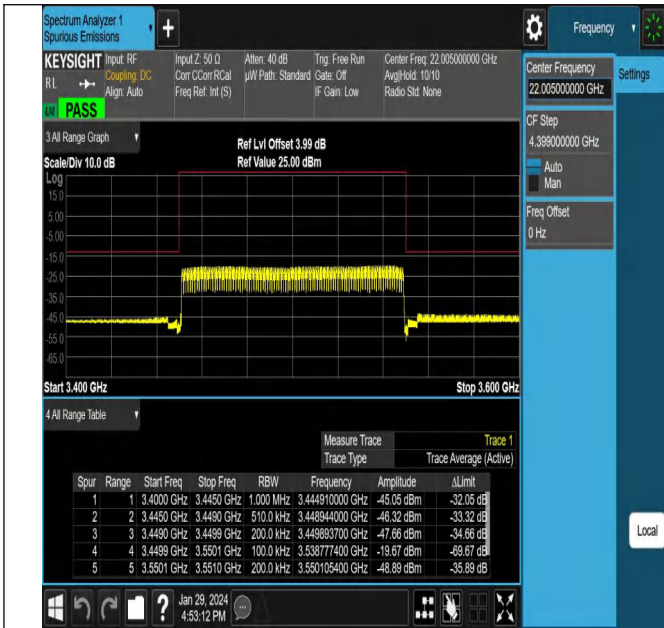 Spectrum Analyzer 1
Spurious Emissions
Frequency
KEYSIGHT Input: RF Input Z: 50 Ω Atten: 40 dB Trig: Free Run Center Freq: 22.005000000 GHz
RL Coupling: DC Corr CCorr RCal µW Path: Standard Gate: Off Avg|Hold: 10/10
Align: Auto Freq Ref: Int (S) IF Gain: Low Radio Std: None
PASS
Center Frequency
22.005000000 GHz
Settings
CF Step
4.399000000 GHz
Auto
Man
Freq Offset
0 Hz
3 All Range Graph
Ref Lvl Offset 3.99 dB
Scale/Div 10.0 dB Ref Value 25.00 dBm
Log
15.0
5.00
-5.00
-15.0
-25.0
-35.0
-45.0
-55.0
-65.0
Start 3.400 GHz Stop 3.600 GHz
4 All Range Table
Measure Trace Trace 1
Trace Type Trace Average (Active)
Spur Range Start Freq Stop Freq RBW Frequency Amplitude ΔLimit
1 1 3.4000 GHz 3.4450 GHz 1.000 MHz 3.444910000 GHz -45.05 dBm -32.05 dB
2 2 3.4450 GHz 3.4490 GHz 510.0 kHz 3.448944000 GHz -46.32 dBm -33.32 dB
3 3 3.4490 GHz 3.4499 GHz 200.0 kHz 3.449893700 GHz -47.66 dBm -34.66 dB
4 4 3.4499 GHz 3.5501 GHz 100.0 kHz 3.538777400 GHz -19.67 dBm -69.67 dB
5 5 3.5501 GHz 3.5510 GHz 200.0 kHz 3.550105400 GHz -48.89 dBm -35.89 dB
Local
Jan 29, 2024
4:53:12 PM